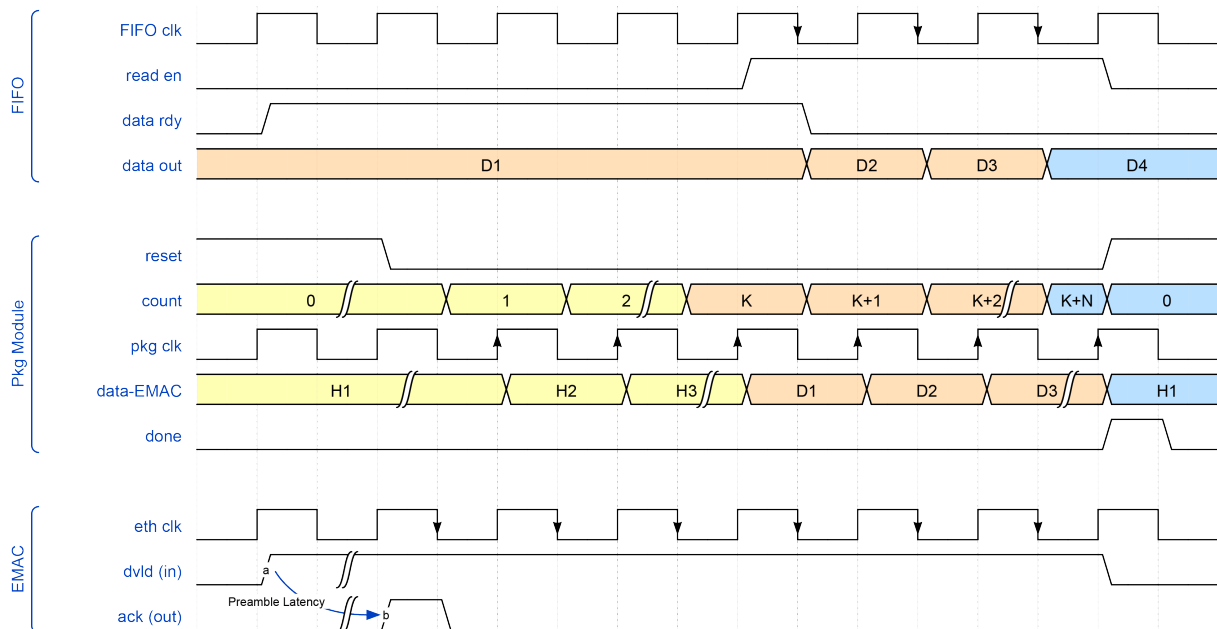 FIFO
FIFO clk
read en
data rdy
data out D1 D2 D3 D4
Pkg Module
reset
count 0 1 2 K K+1 K+2 K+N 0
pkg clk
data-EMAC H1 H2 H3 D1 D2 D3 H1
done
EMAC
eth clk
dvld (in) a
Preamble Latency
ack (out) b